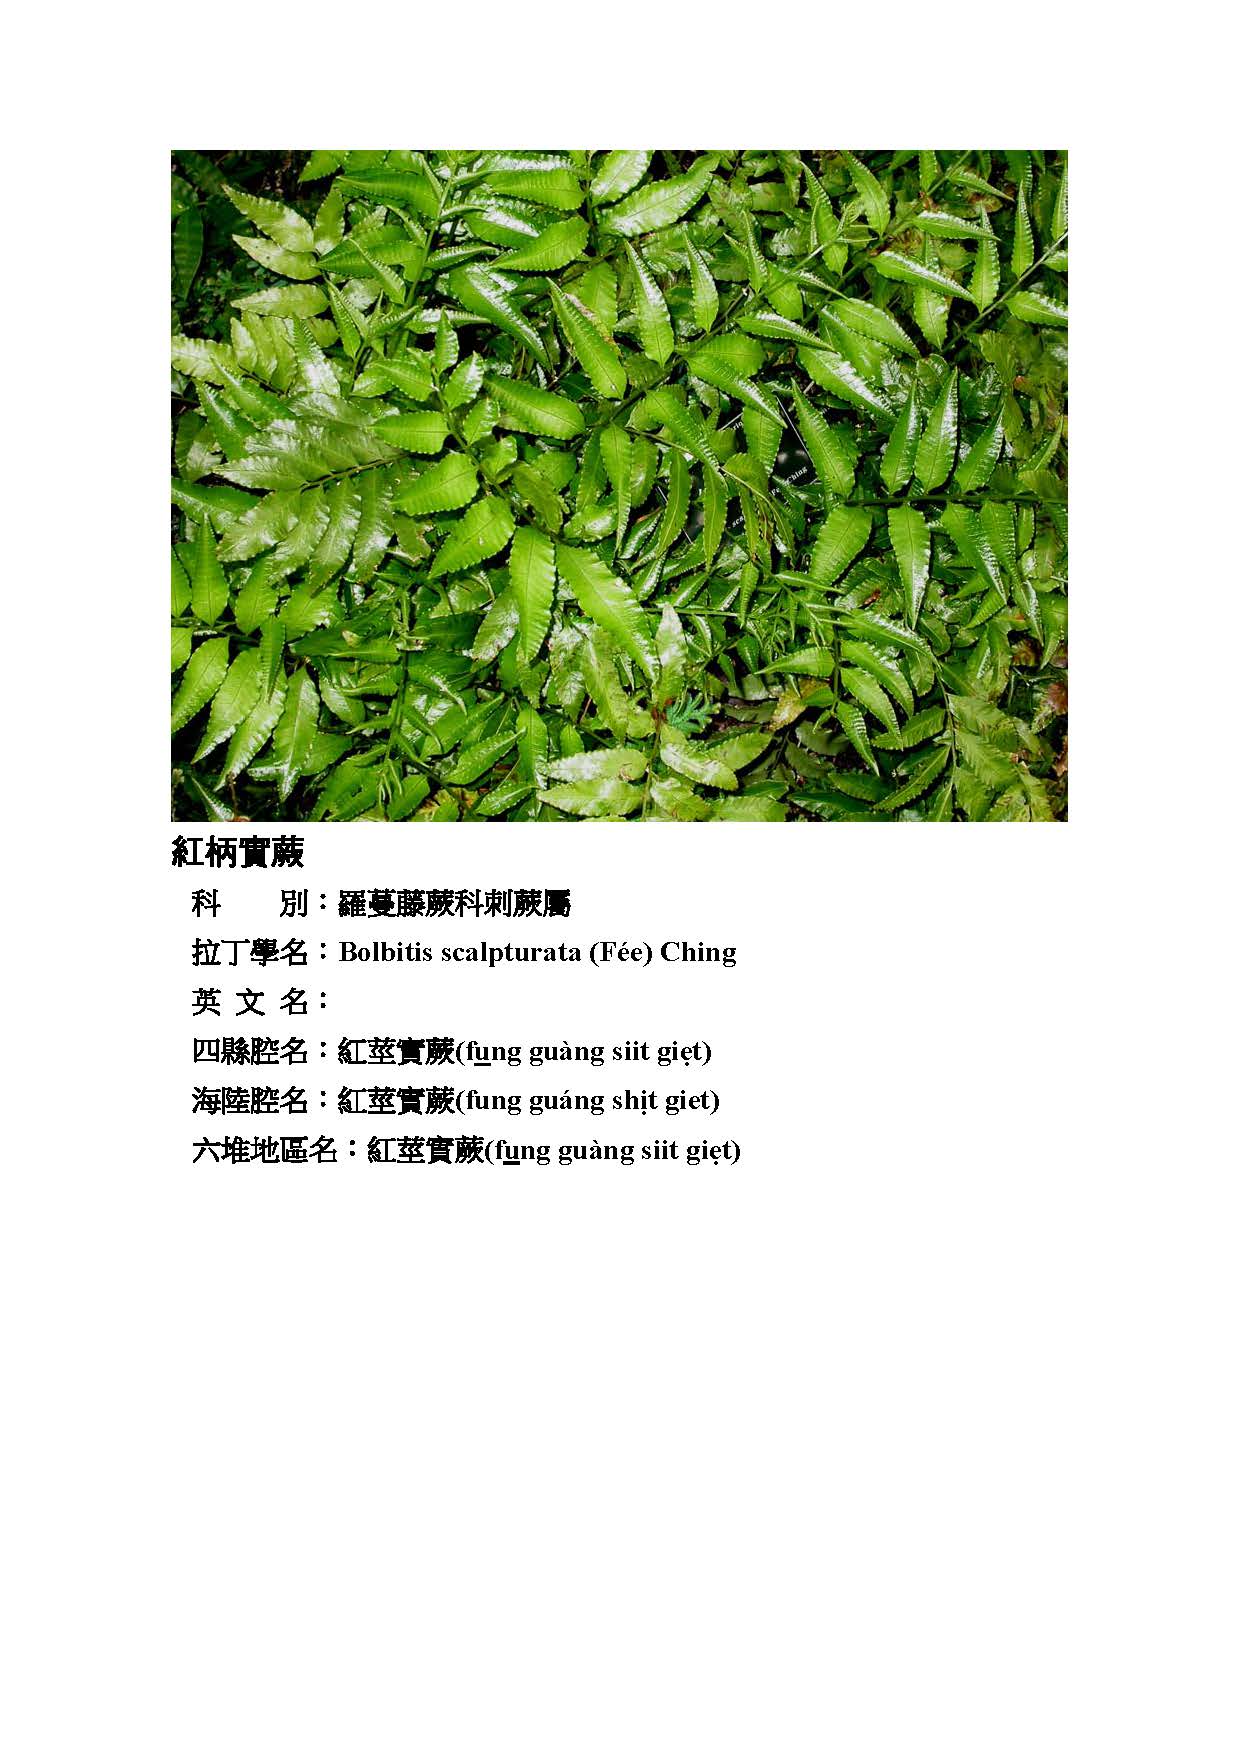 紅柄實蕨
科　　別：羅蔓藤蕨科刺蕨屬
拉丁學名：Bolbitis scalpturata (Fée) Ching
英 文 名：
四縣腔名：紅莖實蕨(fung guàng siit giẹt)
海陸腔名：紅莖實蕨(fung guáng shịt giet)
六堆地區名：紅莖實蕨(fung guàng siit giẹt)